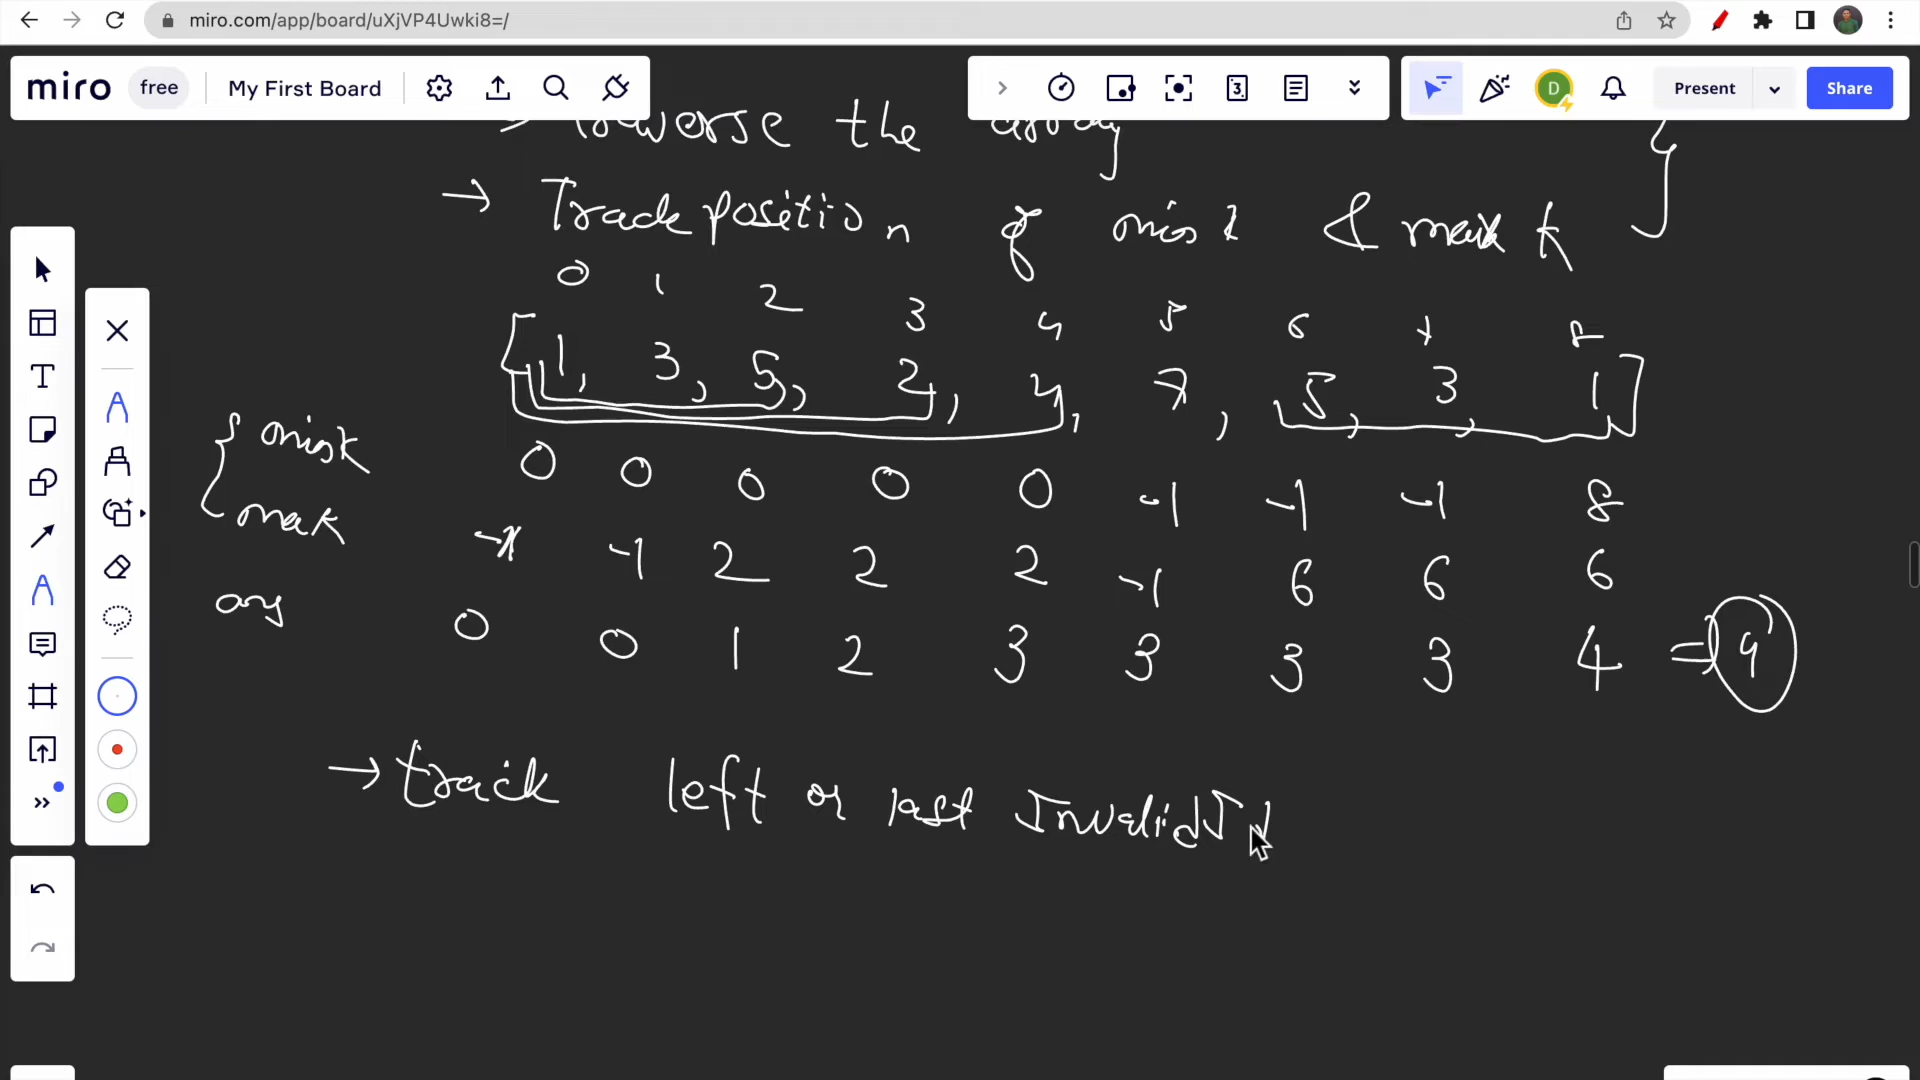 miro.com/app/board/uXjVP4Uwki8=/
miro free My First Board
Present Share
→ Traverse the array
→ Track position of mink & maxk
0 1 2 3 4 5 6 7 8
[1, 3, 5, 2, 4, 7, 5, 3, 1]
mink 0 0 0 0 0 -1 -1 -1 8
maxk -1 -1 2 2 2 -1 6 6 6
ans 0 0 1 2 3 3 3 3 4 => 4
→ track left or last Invalid